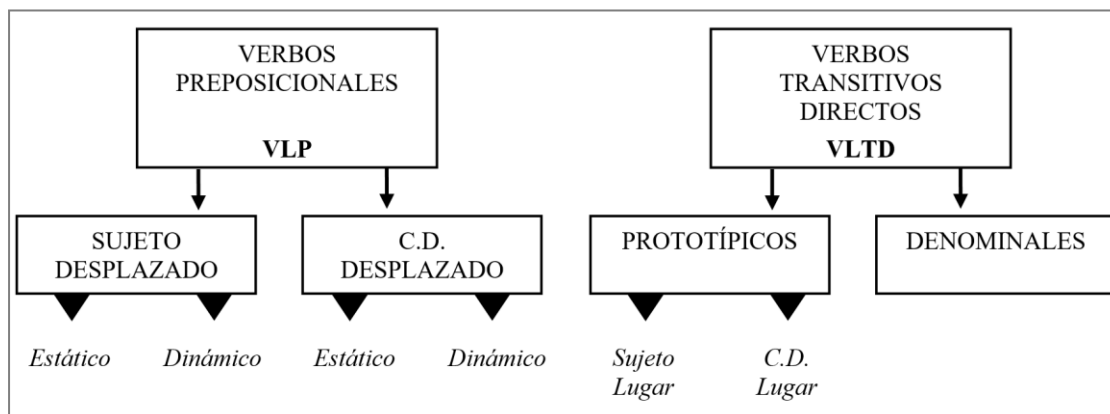 VERBOS
PREPOSICIONALES
VLP
VERBOS
TRANSITIVOS
DIRECTOS
VLTD
SUJETO
DESPLAZADO
C.D.
DESPLAZADO
PROTOTÍPICOS
DENOMINALES
Estático
Dinámico
Estático
Dinámico
Sujeto
Lugar
C.D.
Lugar